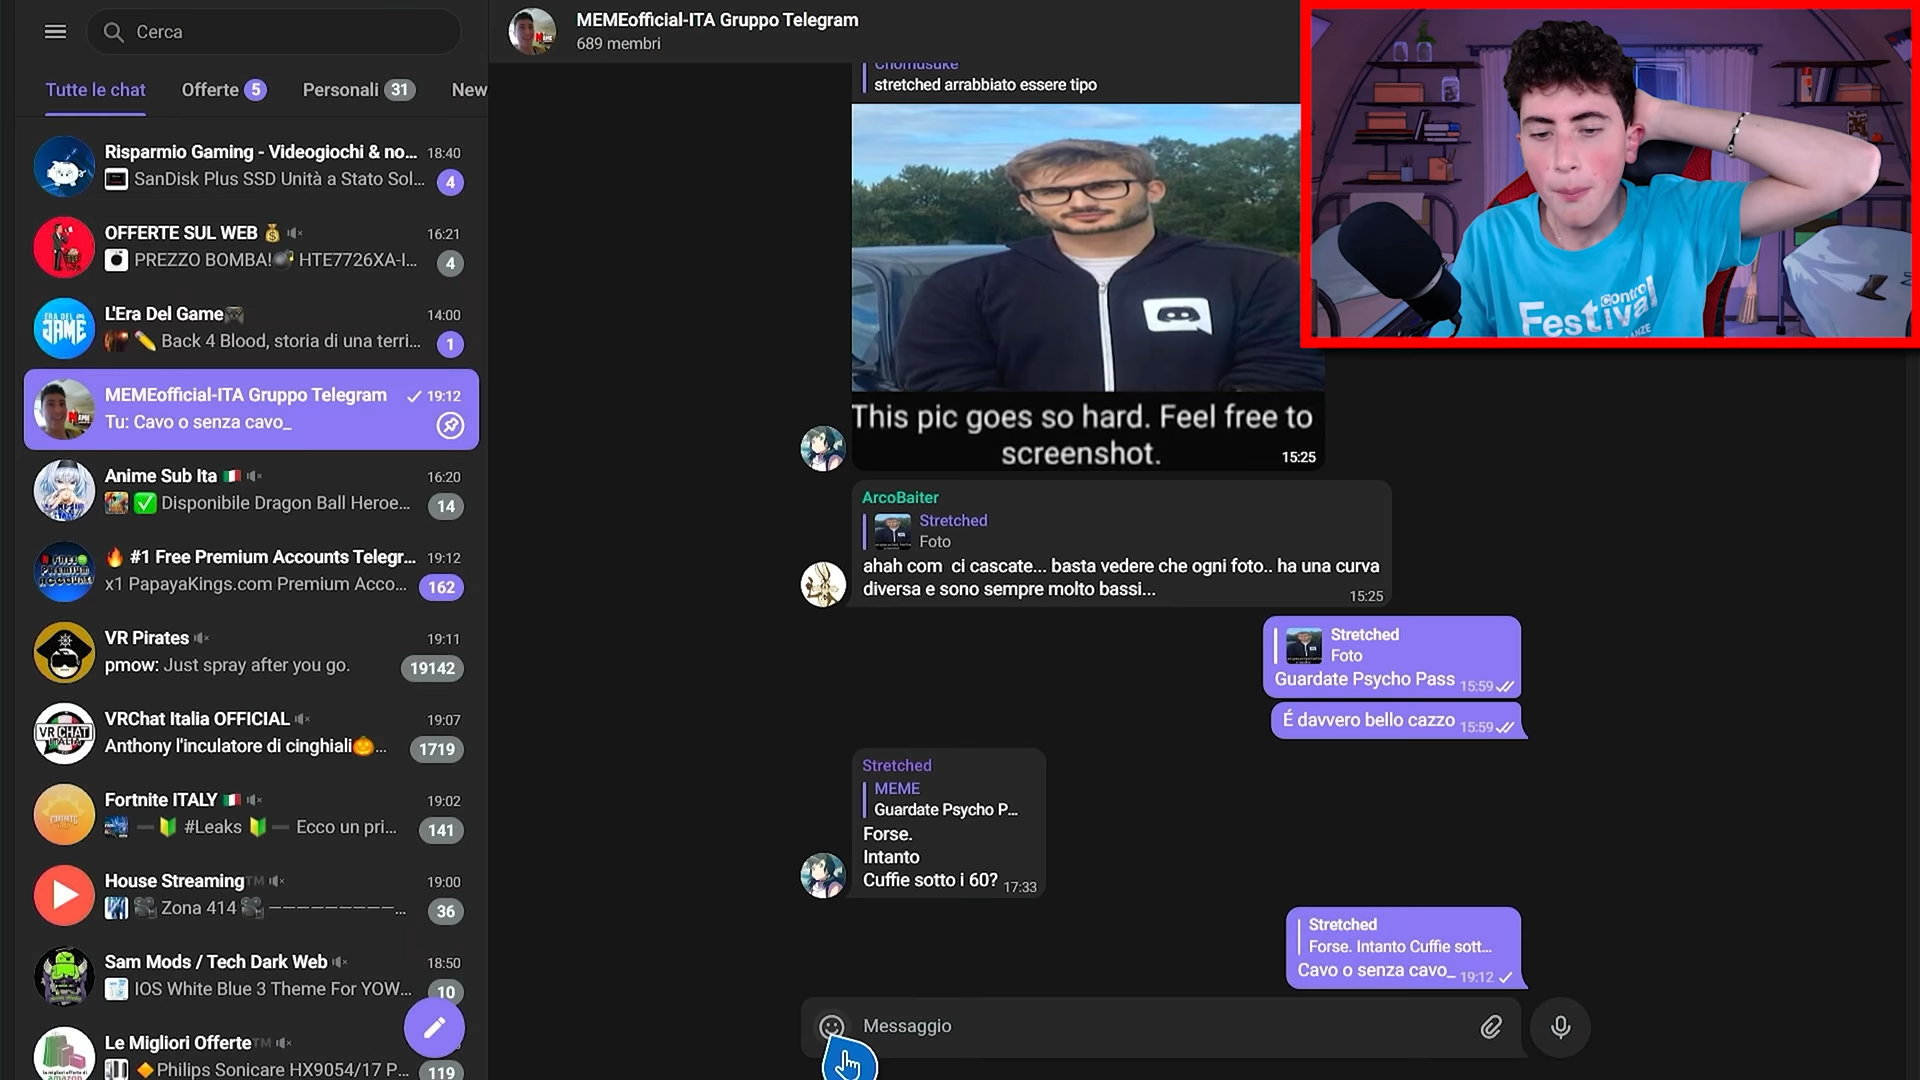 Cerca
Tutte le chat
Offerte 5
Personali 31
New
Risparmio Gaming - Videogiochi & no... 18:40
SanDisk Plus SSD Unità a Stato Sol... 4
OFFERTE SUL WEB 💰 16:21
PREZZO BOMBA!💣 HTE7726XA-I... 4
L'Era Del Game🎮 14:00
✏️ Back 4 Blood, storia di una terri... 1
MEMEofficial-ITA Gruppo Telegram 19:12
Tu: Cavo o senza cavo_
Anime Sub Ita 🇮🇹 16:20
✅ Disponibile Dragon Ball Heroe... 14
🔥 #1 Free Premium Accounts Telegr... 19:12
x1 PapayaKings.com Premium Acco... 162
VR Pirates 19:11
pmow: Just spray after you go. 19142
VRChat Italia OFFICIAL 19:07
Anthony l'inculatore di cinghiali🎃... 1719
Fortnite ITALY 🇮🇹 19:02
—🔰 #Leaks 🔰— Ecco un pri... 141
House Streaming™ 19:00
🎥 Zona 414 🎥 —————————... 36
Sam Mods / Tech Dark Web 18:50
IOS White Blue 3 Theme For YOW... 10
Le Migliori Offerte™
🔶Philips Sonicare HX9054/17 P... 119
ERA DEL
GAME
VR CHAT
ITALIA
MEMEofficial-ITA Gruppo Telegram
689 membri
Chomusuke
stretched arrabbiato essere tipo
This pic goes so hard. Feel free to
screenshot.
15:25
ArcoBaiter
Stretched
Foto
ahah com ci cascate... basta vedere che ogni foto.. ha una curva
diversa e sono sempre molto bassi...
15:25
Stretched
Foto
Guardate Psycho Pass 15:59
É davvero bello cazzo 15:59
Stretched
MEME
Guardate Psycho P...
Forse.
Intanto
Cuffie sotto i 60? 17:33
Stretched
Forse. Intanto Cuffie sott...
Cavo o senza cavo_ 19:12
Messaggio
control
Festival